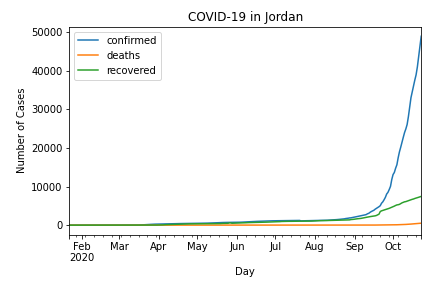 COVID-19 in Jordan
confirmed
deaths
recovered
Number of Cases
50000
40000
30000
20000
10000
0
Feb
2020
Mar
Apr
May
Jun
Jul
Aug
Sep
Oct
Day